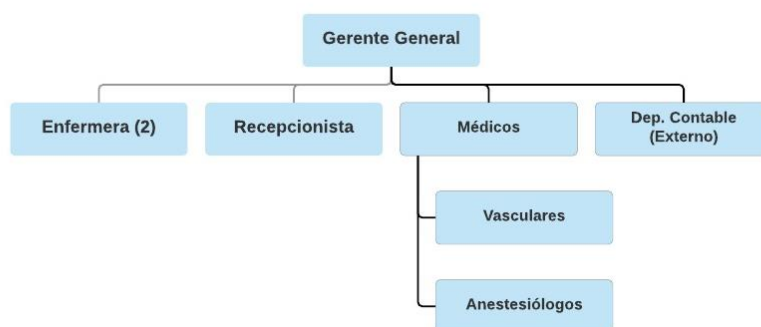 Gerente General
Enfermera (2)
Recepcionista
Médicos
Dep. Contable
(Externo)
Vasculares
Anestesiólogos